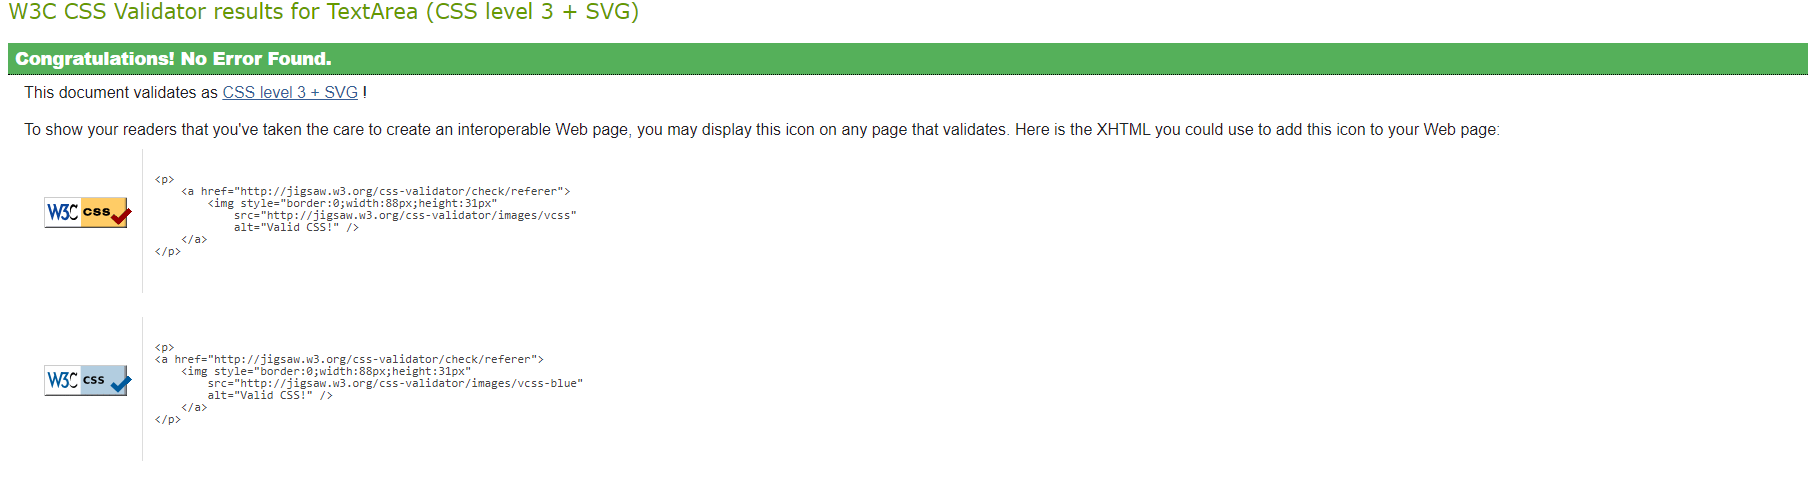 W3C CSS Validator results for TextArea (CSS level 3 + SVG)
Congratulations! No Error Found.
This document validates as CSS level 3 + SVG !
To show your readers that you've taken the care to create an interoperable Web page, you may display this icon on any page that validates. Here is the XHTML you could use to add this icon to your Web page:
W3C css
<p>
    <a href="http://jigsaw.w3.org/css-validator/check/referer">
        <img style="border:0;width:88px;height:31px"
            src="http://jigsaw.w3.org/css-validator/images/vcss"
            alt="Valid CSS!" />
    </a>
</p>
W3C css
<p>
<a href="http://jigsaw.w3.org/css-validator/check/referer">
    <img style="border:0;width:88px;height:31px"
        src="http://jigsaw.w3.org/css-validator/images/vcss-blue"
        alt="Valid CSS!" />
    </a>
</p>